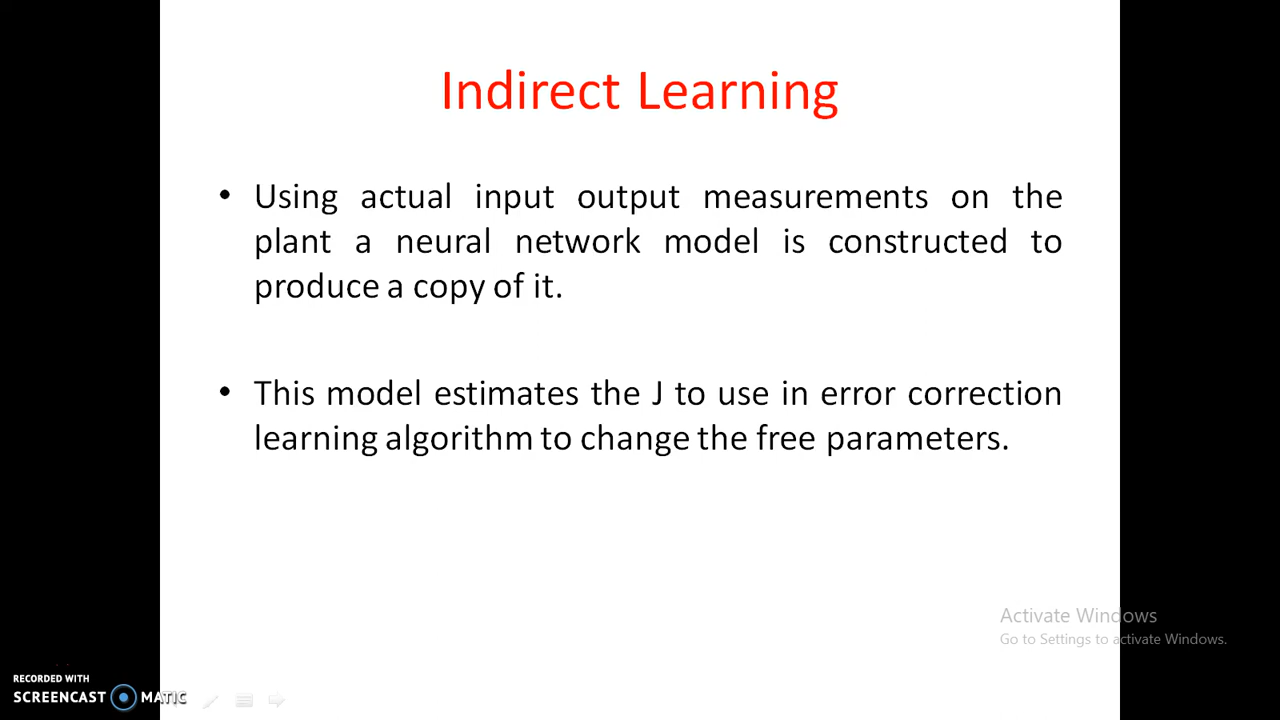 Indirect Learning
• Using actual input output measurements on the
plant a neural network model is constructed to
produce a copy of it.
• This model estimates the J to use in error correction
learning algorithm to change the free parameters.
Activate Windows
Go to Settings to activate Windows.
RECORDED WITH
SCREENCAST MATIC